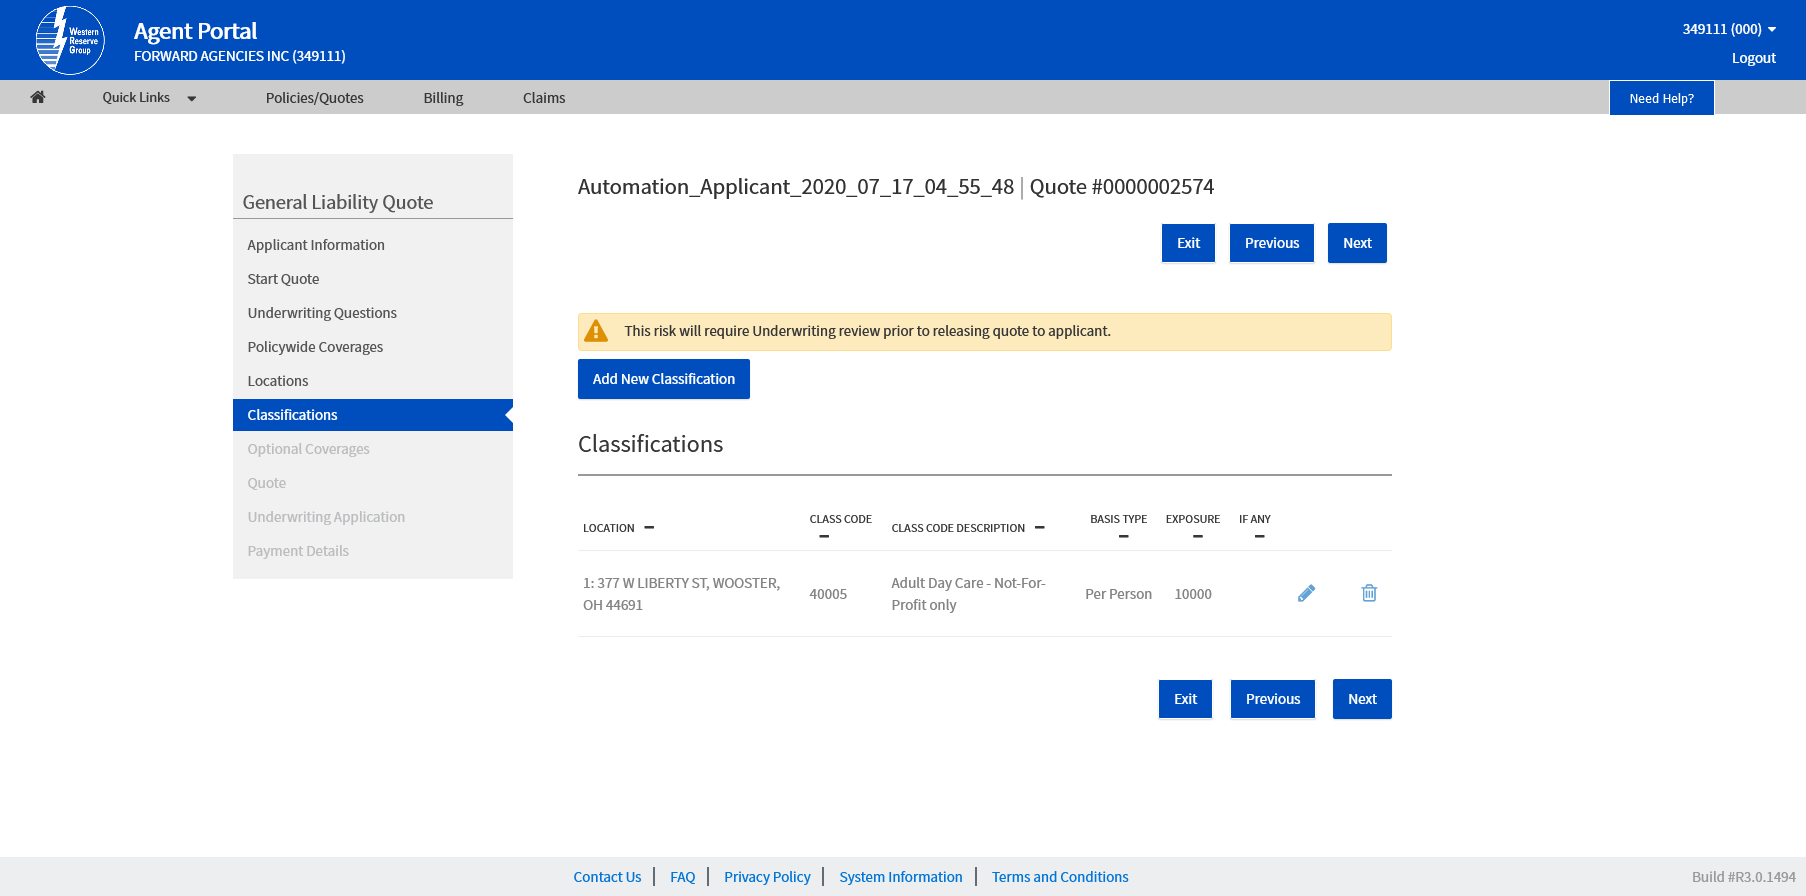 Western
Reserve
Group
Agent Portal
FORWARD AGENCIES INC (349111)
349111 (000)
Logout
Quick Links
Policies/Quotes
Billing
Claims
Need Help?
General Liability Quote
Applicant Information
Start Quote
Underwriting Questions
Policywide Coverages
Locations
Classifications
Optional Coverages
Quote
Underwriting Application
Payment Details
Automation_Applicant_2020_07_17_04_55_48 | Quote #0000002574
Exit
Previous
Next
This risk will require Underwriting review prior to releasing quote to applicant.
Add New Classification
Classifications
LOCATION
CLASS CODE
CLASS CODE DESCRIPTION
BASIS TYPE
EXPOSURE
IF ANY
1: 377 W LIBERTY ST, WOOSTER,
OH 44691
40005
Adult Day Care - Not-For-
Profit only
Per Person
10000
Exit
Previous
Next
Contact Us
FAQ
Privacy Policy
System Information
Terms and Conditions
Build #R3.0.1494